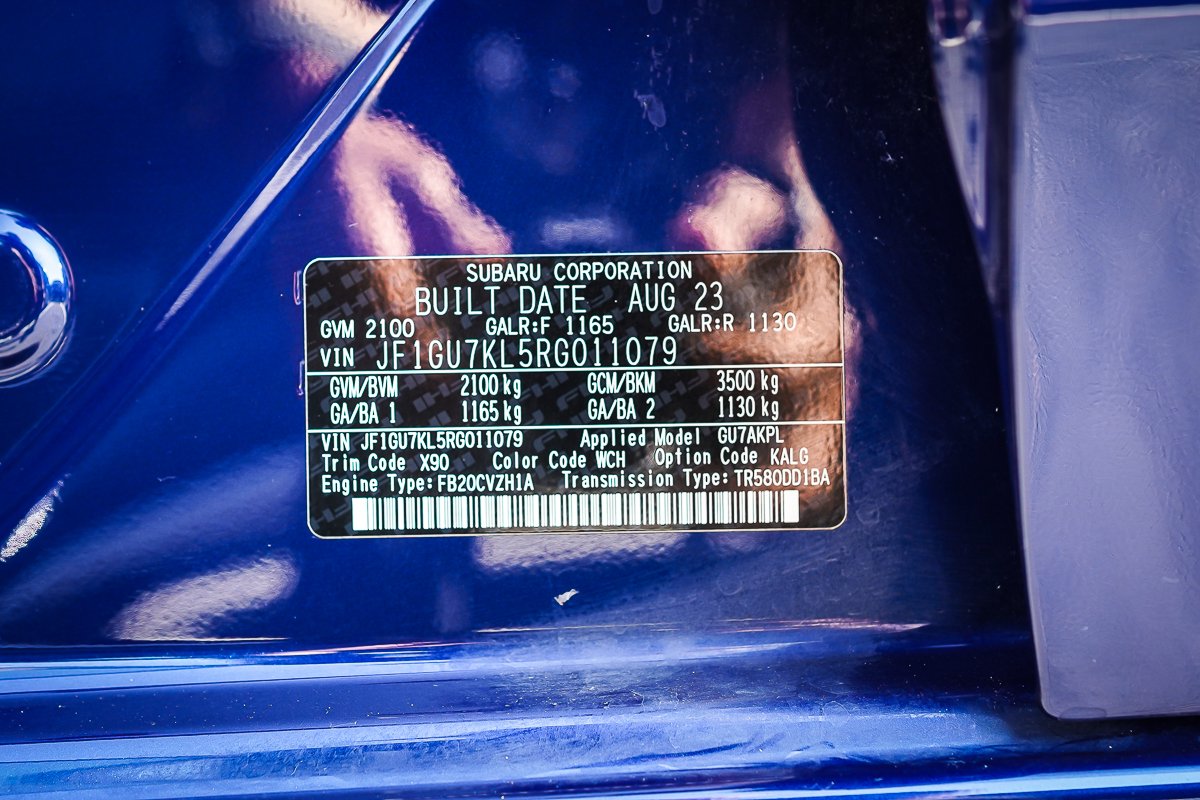 SUBARU CORPORATION
BUILT DATE AUG 23
GVM 2100 GALR:F 1165 GALR:R 1130
VIN JF1GU7KL5RG011079
GVM/BVM 2100 kg GCM/BKM 3500 kg
GA/BA 1 1165 kg GA/BA 2 1130 kg
VIN JF1GU7KL5RG011079 Applied Model GU7AKPL
Trim Code X90 Color Code WCH Option Code KALG
Engine Type: FB20CVZH1A Transmission Type: TR580DD1BA